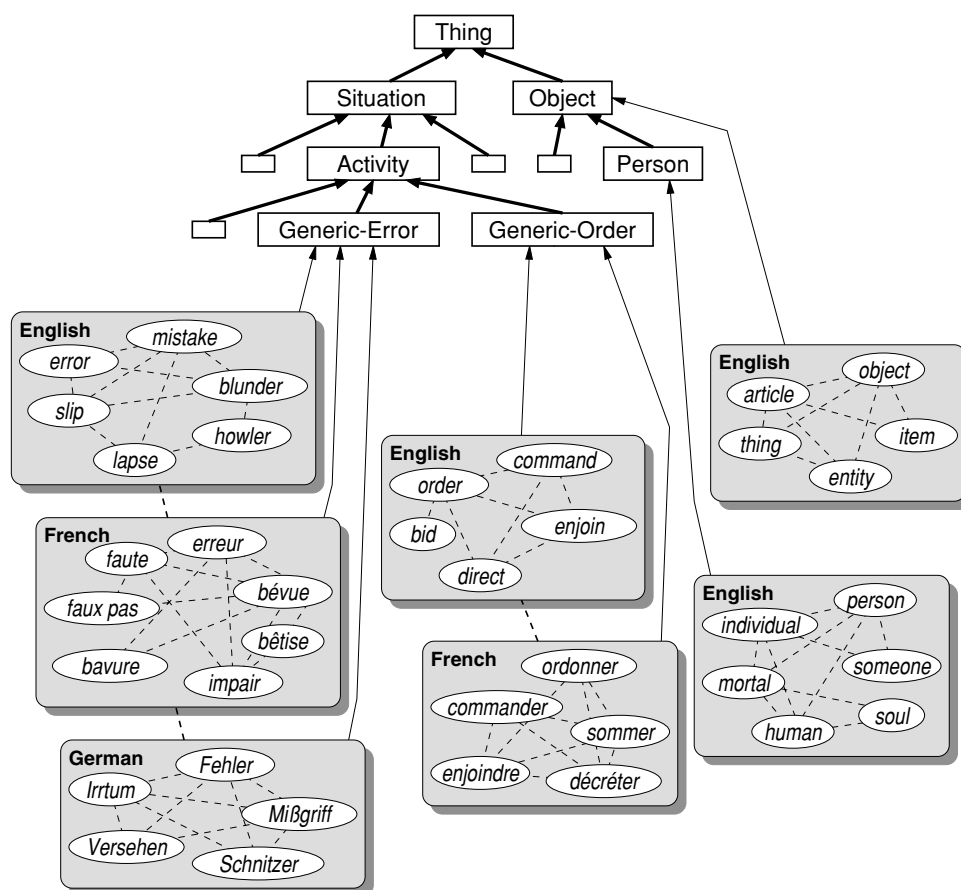 Thing
Situation
Object
Activity
Person
Generic-Error
Generic-Order
English
mistake
error
blunder
slip
howler
lapse
French
erreur
faute
bévue
faux pas
bêtise
bavure
impair
German
Fehler
Irrtum
Mißgriff
Versehen
Schnitzer
English
command
order
enjoin
bid
direct
French
ordonner
commander
sommer
enjoindre
décréter
English
object
article
item
thing
entity
English
person
individual
someone
mortal
soul
human